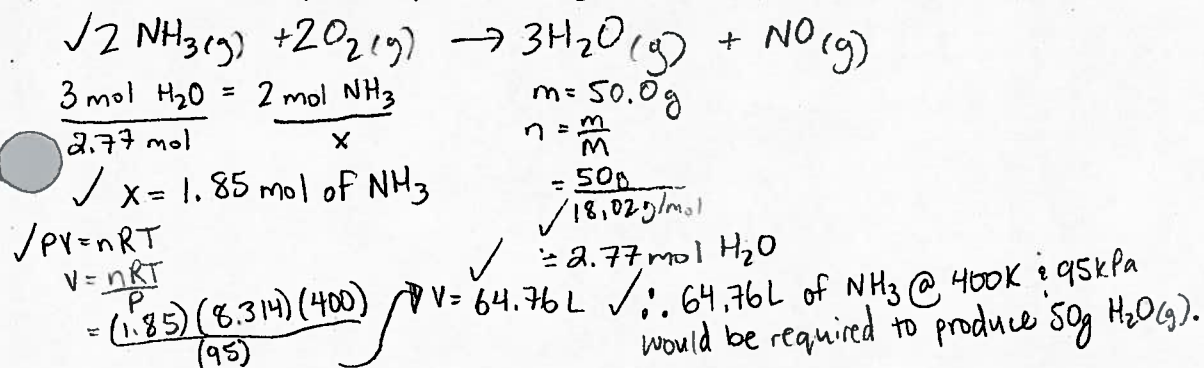 ✓2 NH₃(g) + 2O₂(g) → 3H₂O(g) + NO(g)
3 mol H₂O = 2 mol NH₃
2.77 mol x
✓ x = 1.85 mol of NH₃
m = 50.0g
n = m/M
= 50g
✓ 18,02g/mol
✓ = 2.77 mol H₂O
✓ PV = nRT
V = nRT/P
= (1.85)(8.314)(400)
(95)
V = 64.76 L ✓ ∴ 64.76L of NH₃ @ 400K & 95kPa
would be required to produce 50g H₂O(g).